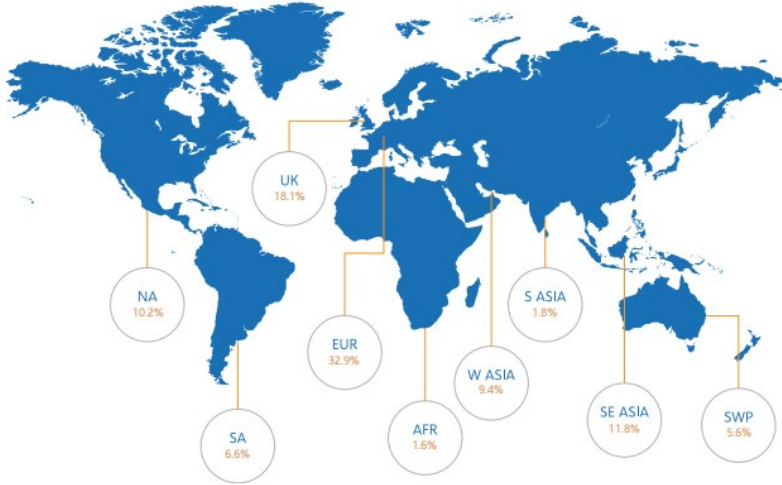 UK
18.1%
NA
10.2%
S ASIA
1.8%
EUR
32.9%
W ASIA
9.4%
SA
6.6%
AFR
1.6%
SE ASIA
11.8%
SWP
5.6%